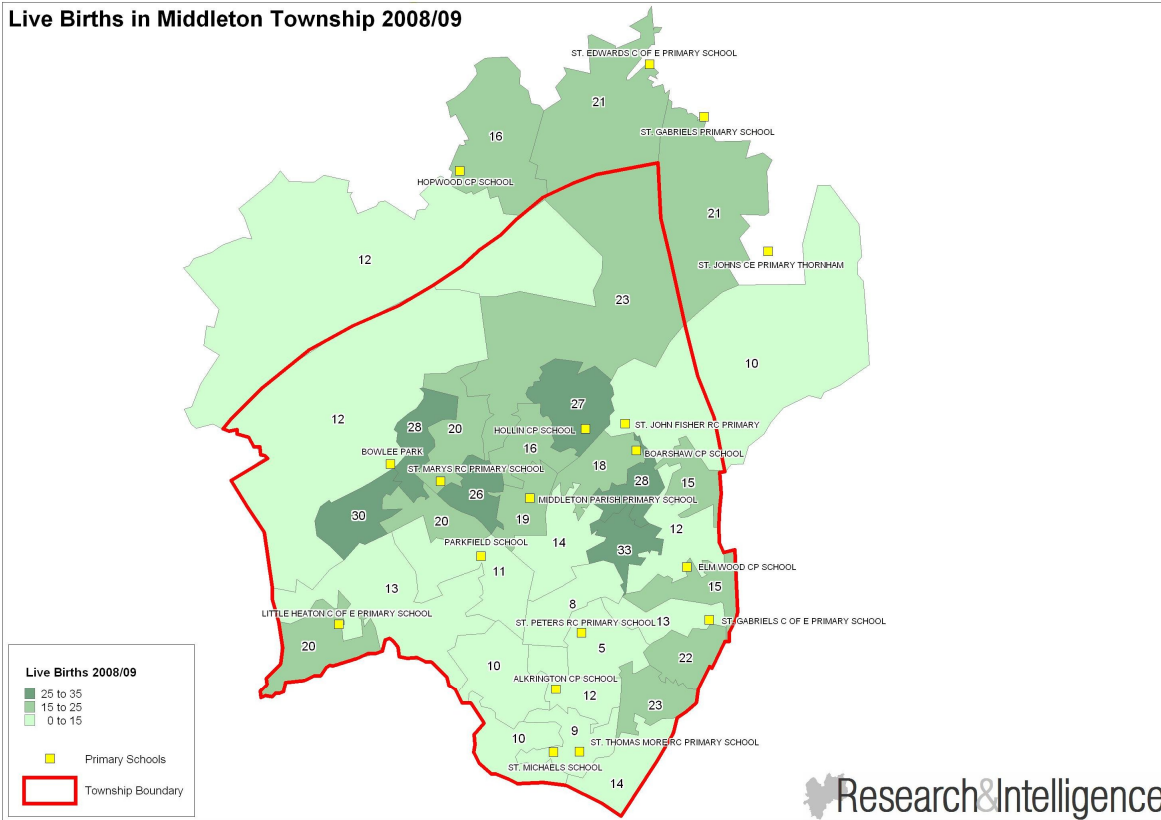 Live Births in Middleton Township 2008/09
ST. EDWARDS C OF E PRIMARY SCHOOL
21
ST. GABRIELS PRIMARY SCHOOL
16
HOPWOOD CP SCHOOL
21
12
ST. JOHNS CE PRIMARY THORNHAM
23
10
12
28
20
27
HOLLIN CP SCHOOL
ST. JOHN FISHER RC PRIMARY
BOWLEE PARK
16
BOARSHAW CP SCHOOL
ST. MARYS RC PRIMARY SCHOOL
18
28
15
26
MIDDLETON PARISH PRIMARY SCHOOL
30
20
19
12
PARKFIELD SCHOOL
14
33
11
ELM WOOD CP SCHOOL
13
15
8
LITTLE HEATON C OF E PRIMARY SCHOOL
ST. PETERS RC PRIMARY SCHOOL
13
ST. GABRIELS C OF E PRIMARY SCHOOL
20
5
22
10
ALKRINGTON CP SCHOOL
12
23
10
9
ST. THOMAS MORE RC PRIMARY SCHOOL
ST. MICHAELS SCHOOL
14
Live Births 2008/09
25 to 35
15 to 25
0 to 15
Primary Schools
Township Boundary
Research&Intelligence